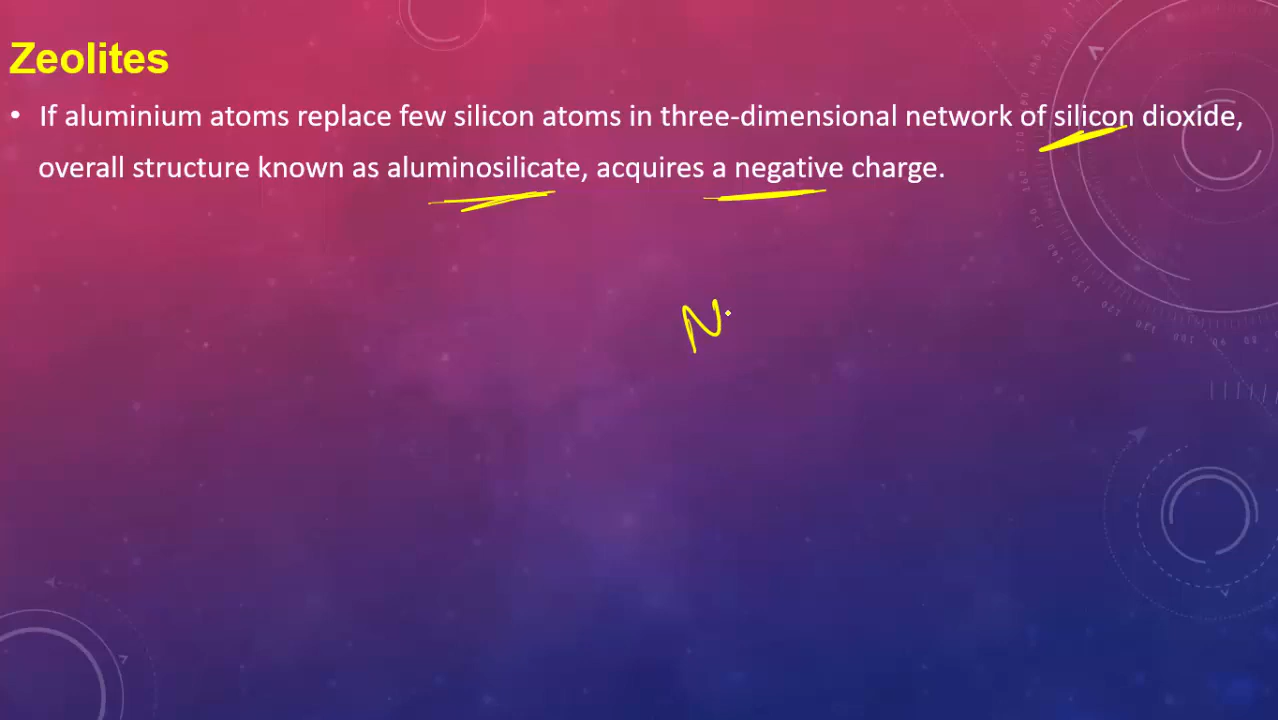 Zeolites
• If aluminium atoms replace few silicon atoms in three-dimensional network of silicon dioxide,
overall structure known as aluminosilicate, acquires a negative charge.
N